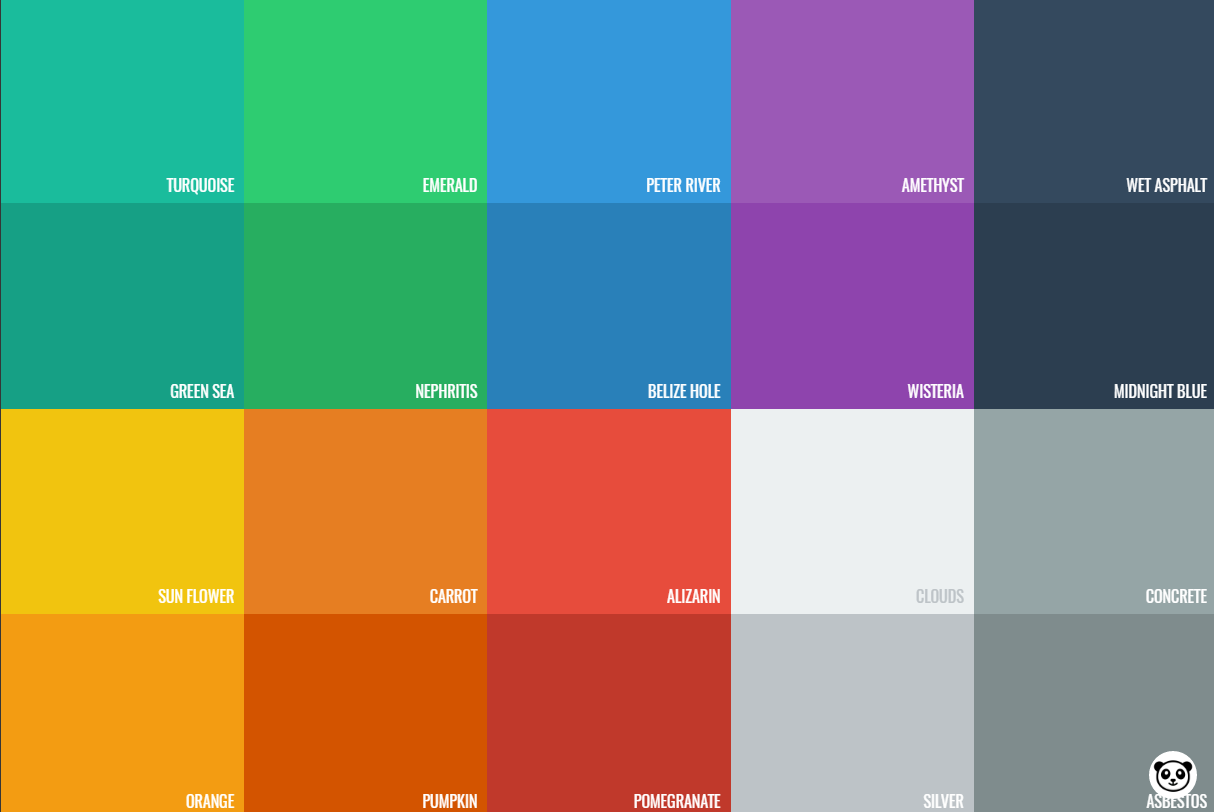 TURQUOISE
EMERALD
PETER RIVER
AMETHYST
WET ASPHALT
GREEN SEA
NEPHRITIS
BELIZE HOLE
WISTERIA
MIDNIGHT BLUE
SUN FLOWER
CARROT
ALIZARIN
CLOUDS
CONCRETE
ORANGE
PUMPKIN
POMEGRANATE
SILVER
ASBESTOS